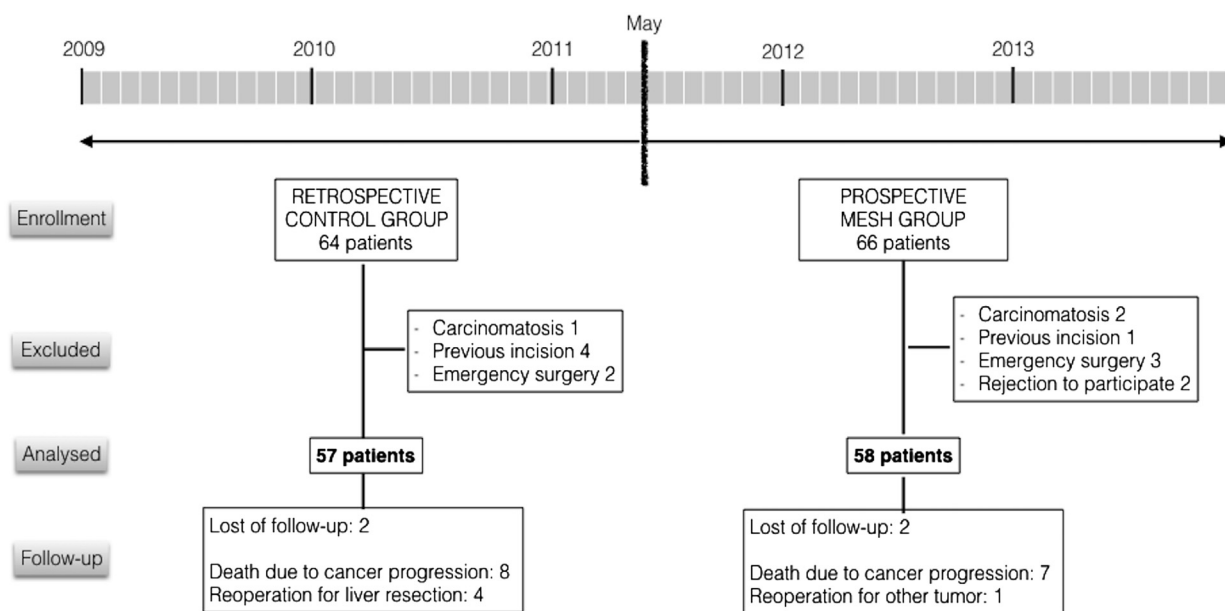 May
2009 2010 2011 2012 2013
Enrollment
RETROSPECTIVE
CONTROL GROUP
64 patients
PROSPECTIVE
MESH GROUP
66 patients
Excluded
- Carcinomatosis 1
- Previous incision 4
- Emergency surgery 2
- Carcinomatosis 2
- Previous incision 1
- Emergency surgery 3
- Rejection to participate 2
Analysed
57 patients
58 patients
Follow-up
Lost of follow-up: 2
Death due to cancer progression: 8
Reoperation for liver resection: 4
Lost of follow-up: 2
Death due to cancer progression: 7
Reoperation for other tumor: 1